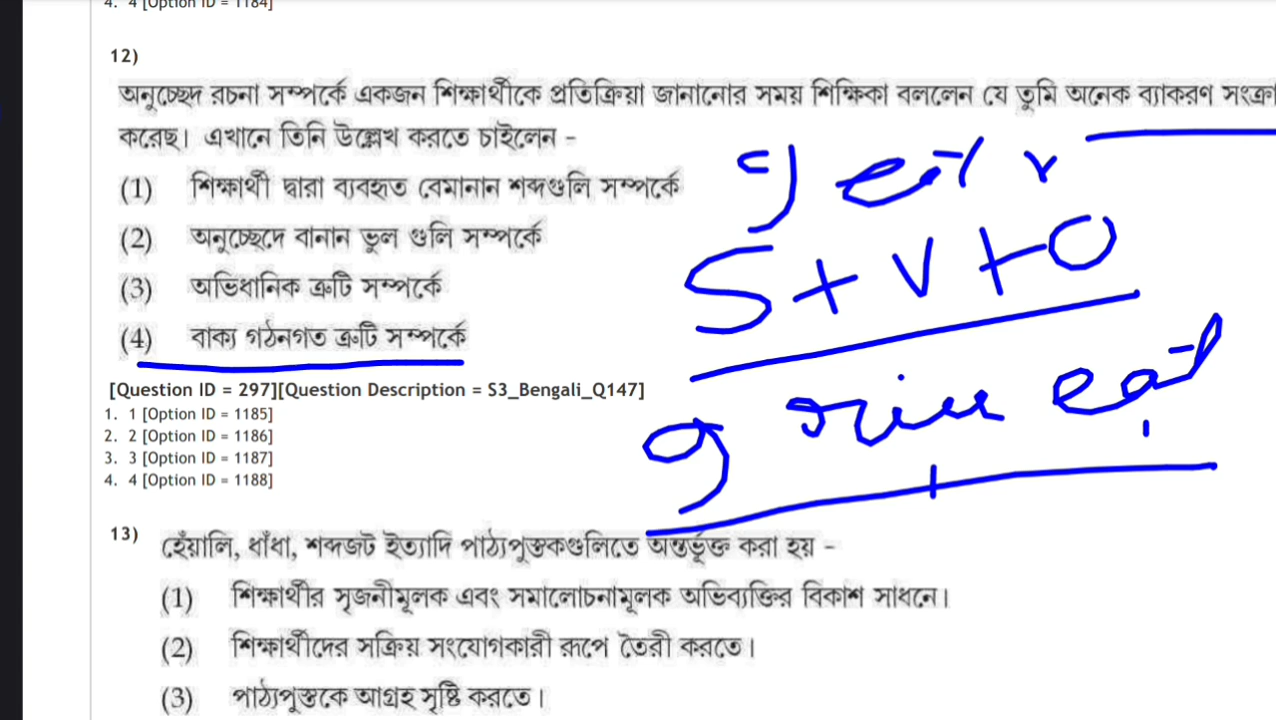 4. 4 [Option ID = 1184]
12)
অনুচ্ছেদ রচনা সম্পর্কে একজন শিক্ষার্থীকে প্রতিক্রিয়া জানানোর সময় শিক্ষিকা বললেন যে তুমি অনেক ব্যাকরণ সংক্রা
করেছ। এখানে তিনি উল্লেখ করতে চাইলেন -
(1) শিক্ষার্থী দ্বারা ব্যবহৃত বেমানান শব্দগুলি সম্পর্কে
(2) অনুচ্ছেদে বানান ভুল গুলি সম্পর্কে
(3) অভিধানিক ত্রুটি সম্পর্কে
(4) বাক্য গঠনগত ত্রুটি সম্পর্কে
S + V + O
rice eat
[Question ID = 297][Question Description = S3_Bengali_Q147]
1. 1 [Option ID = 1185]
2. 2 [Option ID = 1186]
3. 3 [Option ID = 1187]
4. 4 [Option ID = 1188]
13)
হেঁয়ালি, ধাঁধা, শব্দজট ইত্যাদি পাঠ্যপুস্তকগুলিতে অন্তর্ভুক্ত করা হয় -
(1) শিক্ষার্থীর সৃজনীমূলক এবং সমালোচনামূলক অভিব্যক্তির বিকাশ সাধনে।
(2) শিক্ষার্থীদের সক্রিয় সংযোগকারী রূপে তৈরী করতে।
(3) পাঠ্যপুস্তকে আগ্রহ সৃষ্টি করতে।